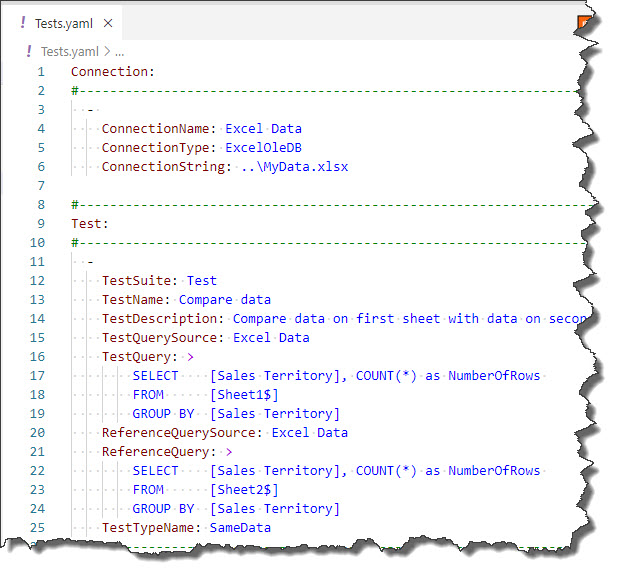 ! Tests.yaml ×
! Tests.yaml > ...
1 Connection:
2 #------------------------------------------------------------------
3 -
4 ConnectionName: Excel Data
5 ConnectionType: ExcelOleDB
6 ConnectionString: ..\MyData.xlsx
7
8 #------------------------------------------------------------------
9 Test:
10 #------------------------------------------------------------------
11 -
12 TestSuite: Test
13 TestName: Compare data
14 TestDescription: Compare data on first sheet with data on secon
15 TestQuerySource: Excel Data
16 TestQuery: >
17 SELECT [Sales Territory], COUNT(*) as NumberOfRows
18 FROM [Sheet1$]
19 GROUP BY [Sales Territory]
20 ReferenceQuerySource: Excel Data
21 ReferenceQuery: >
22 SELECT [Sales Territory], COUNT(*) as NumberOfRows
23 FROM [Sheet2$]
24 GROUP BY [Sales Territory]
25 TestTypeName: SameData